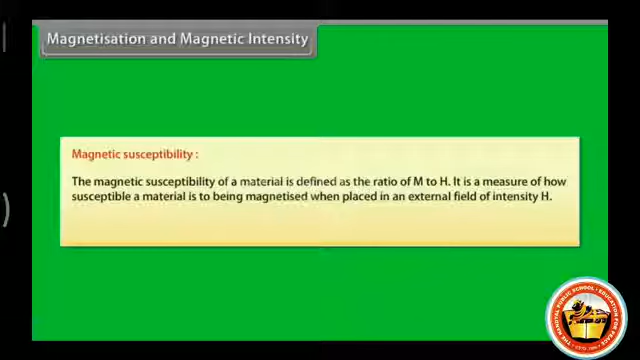 Magnetisation and Magnetic Intensity
Magnetic susceptibility :
The magnetic susceptibility of a material is defined as the ratio of M to H. It is a measure of how
susceptible a material is to being magnetised when placed in an external field of intensity H.